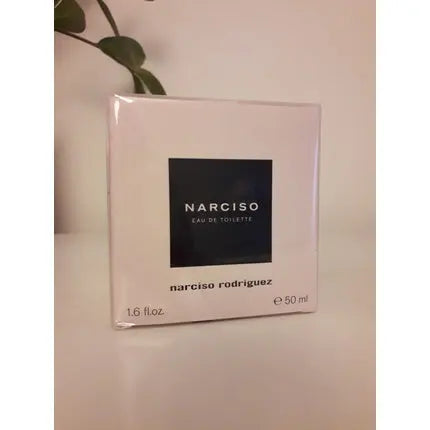 NARCISO
EAU DE TOILETTE
narciso rodriguez
1.6 fl.oz. ℮ 50 ml